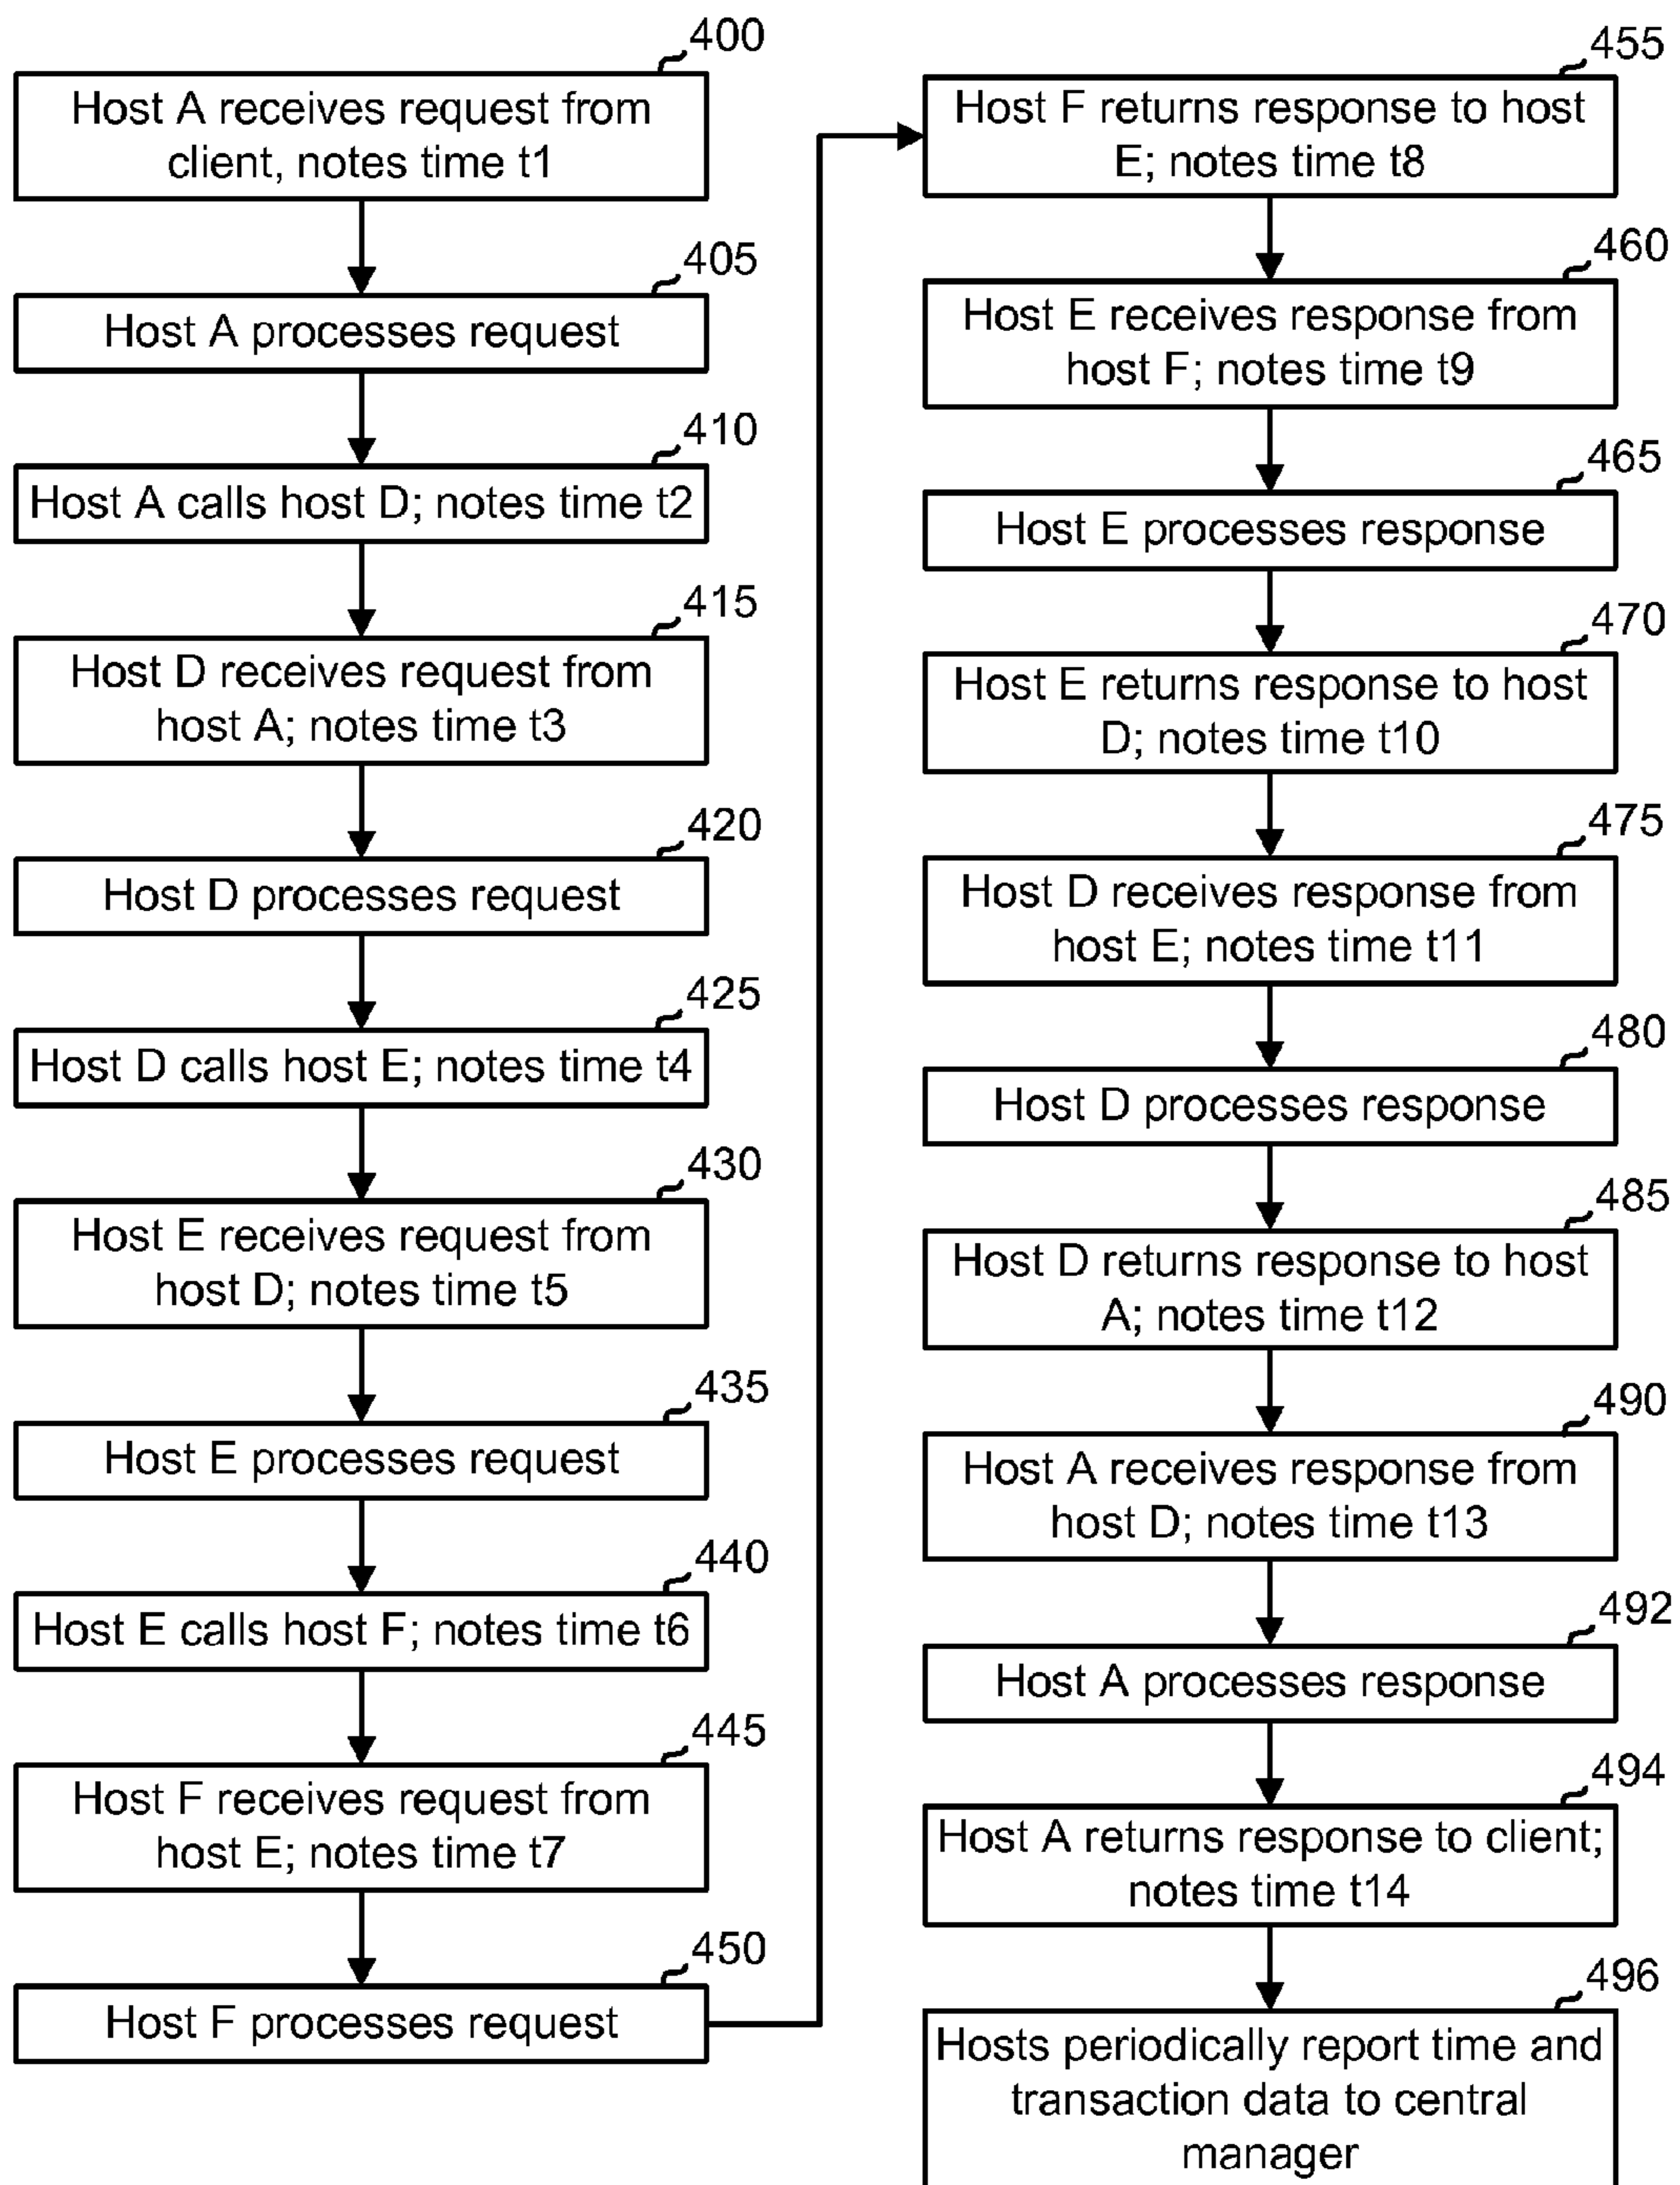 400
Host A receives request from
client, notes time t1
405
Host A processes request
410
Host A calls host D; notes time t2
415
Host D receives request from
host A; notes time t3
420
Host D processes request
425
Host D calls host E; notes time t4
430
Host E receives request from
host D; notes time t5
435
Host E processes request
440
Host E calls host F; notes time t6
445
Host F receives request from
host E; notes time t7
450
Host F processes request
455
Host F returns response to host
E; notes time t8
460
Host E receives response from
host F; notes time t9
465
Host E processes response
470
Host E returns response to host
D; notes time t10
475
Host D receives response from
host E; notes time t11
480
Host D processes response
485
Host D returns response to host
A; notes time t12
490
Host A receives response from
host D; notes time t13
492
Host A processes response
494
Host A returns response to client;
notes time t14
496
Hosts periodically report time and
transaction data to central
manager